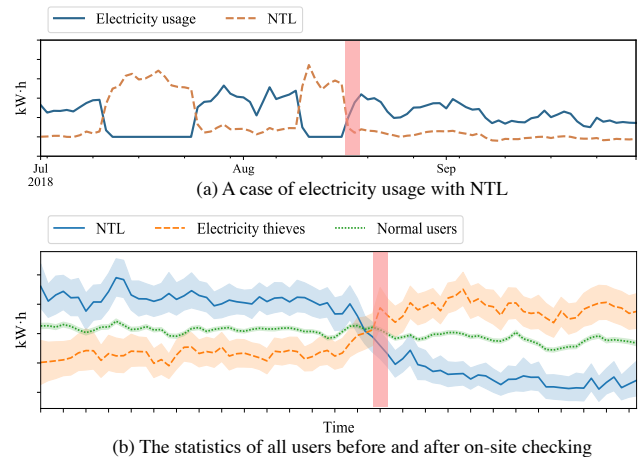 Electricity usage NTL
kW·h
Jul
2018
Aug
Sep
(a) A case of electricity usage with NTL
NTL Electricity thieves Normal users
kW·h
Time
(b) The statistics of all users before and after on-site checking